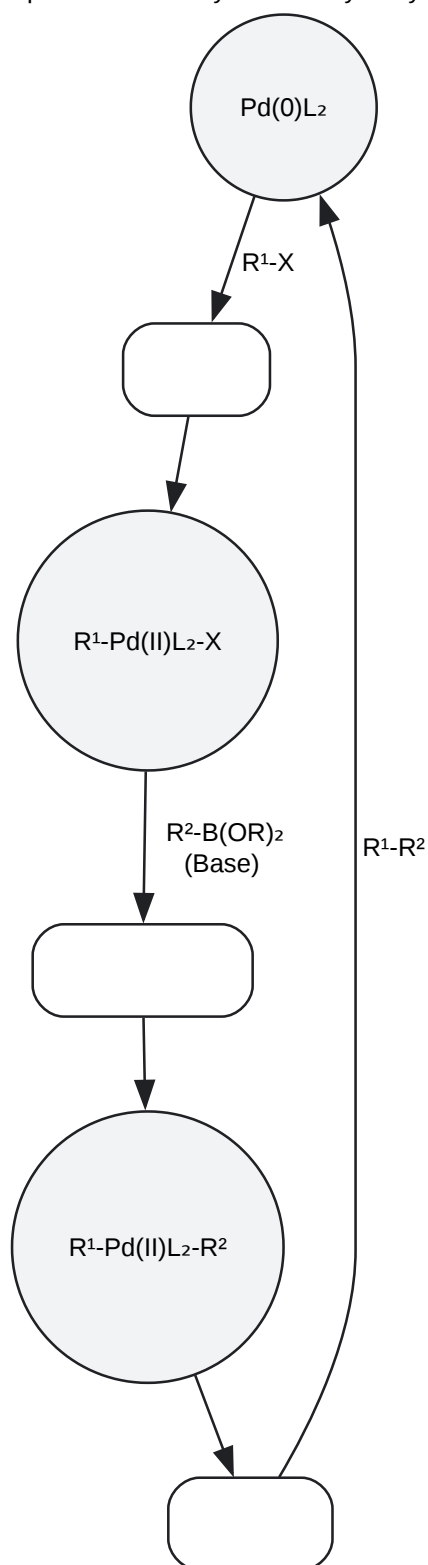 Pd(0)L₂
R¹-X
R¹-Pd(II)L₂-X
R²-B(OR)₂
(Base)
R¹-R²
R¹-Pd(II)L₂-R²